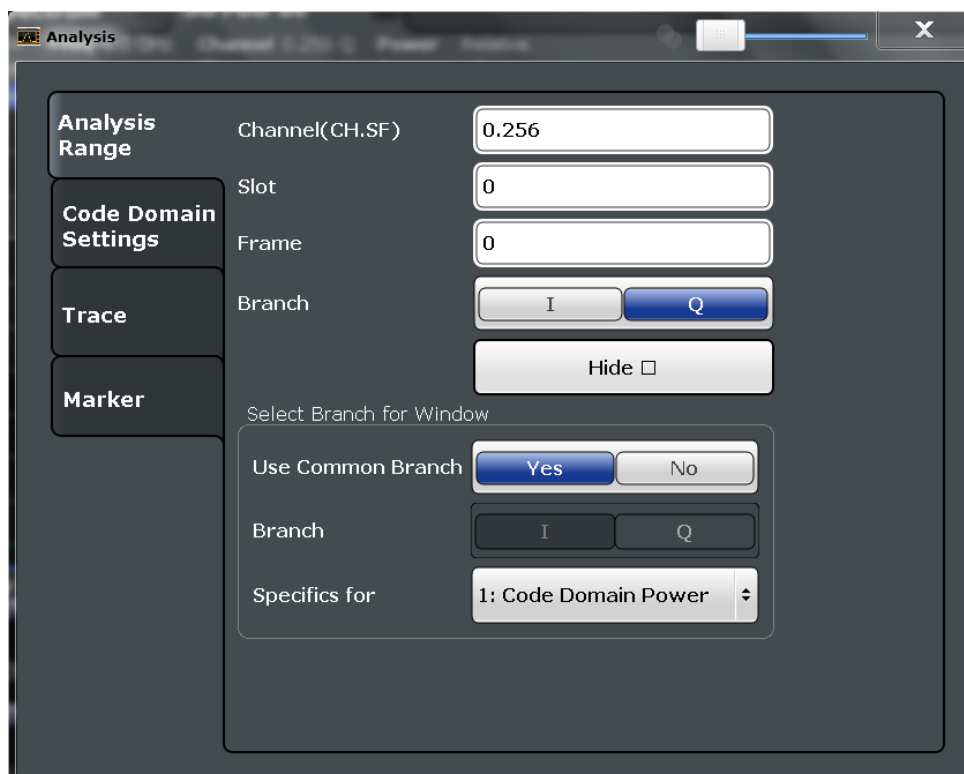 Analysis
X
Analysis
Range
Channel(CH.SF)
0.256
Slot
0
Code Domain
Settings
Frame
0
Branch
I
Q
Trace
Hide
Marker
Select Branch for Window
Use Common Branch
Yes
No
Branch
I
Q
Specifics for
1: Code Domain Power